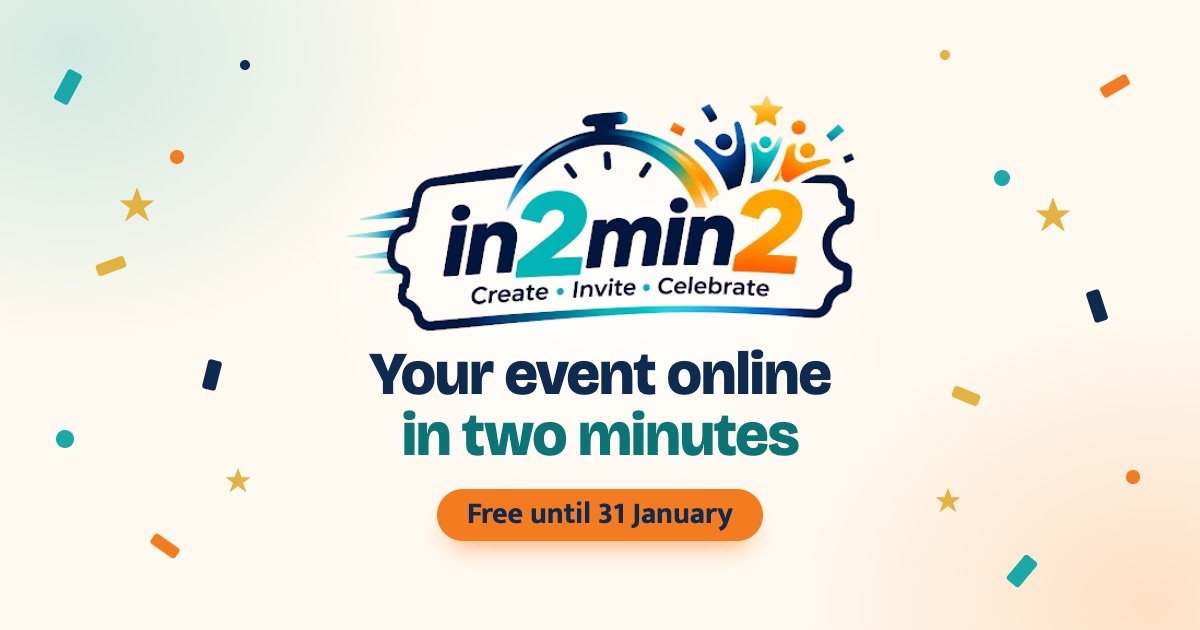 in2min2
Create • Invite • Celebrate
Your event online
in two minutes
Free until 31 January